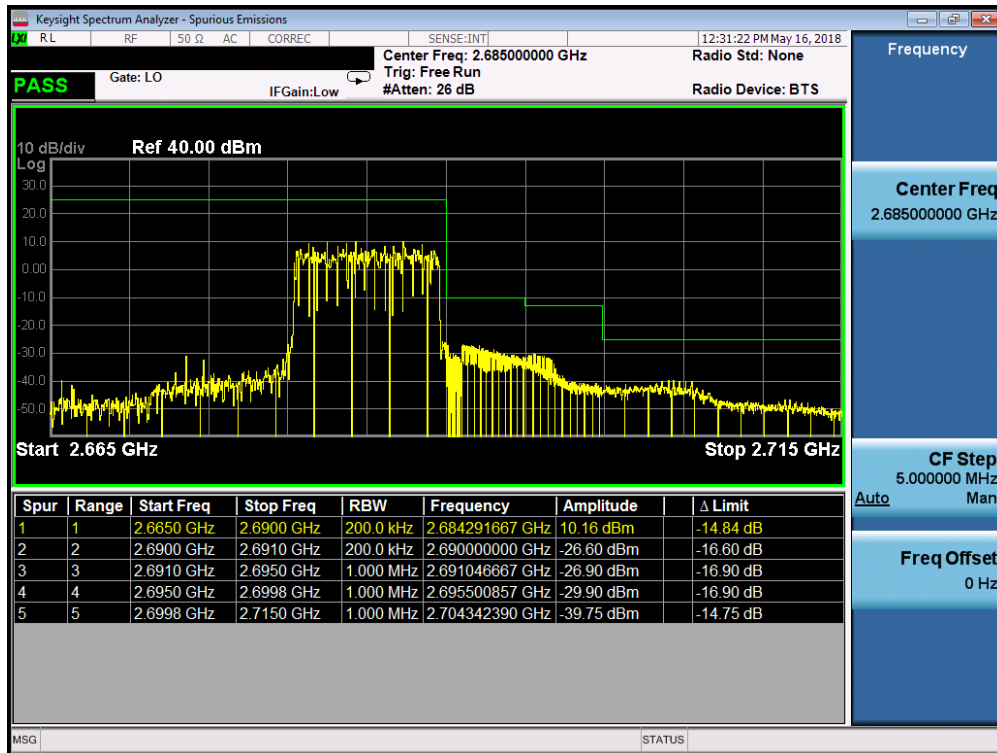 Keysight Spectrum Analyzer - Spurious Emissions
LXI RL RF 50 Ω AC CORREC SENSE:INT 12:31:22 PM May 16, 2018
Center Freq: 2.685000000 GHz Radio Std: None
PASS Gate: LO Trig: Free Run
IFGain:Low #Atten: 26 dB Radio Device: BTS
Frequency
10 dB/div Ref 40.00 dBm
Log
30.0
20.0
10.0
0.00
-10.0
-20.0
-30.0
-40.0
-50.0
Start 2.665 GHz Stop 2.715 GHz
Spur Range Start Freq Stop Freq RBW Frequency Amplitude Δ Limit
1 1 2.6650 GHz 2.6900 GHz 200.0 kHz 2.684291667 GHz 10.16 dBm -14.84 dB
2 2 2.6900 GHz 2.6910 GHz 200.0 kHz 2.690000000 GHz -26.60 dBm -16.60 dB
3 3 2.6910 GHz 2.6950 GHz 1.000 MHz 2.691046667 GHz -26.90 dBm -16.90 dB
4 4 2.6950 GHz 2.6998 GHz 1.000 MHz 2.695500857 GHz -29.90 dBm -16.90 dB
5 5 2.6998 GHz 2.7150 GHz 1.000 MHz 2.704342390 GHz -39.75 dBm -14.75 dB
Center Freq
2.685000000 GHz
CF Step
5.000000 MHz
Auto Man
Freq Offset
0 Hz
MSG STATUS